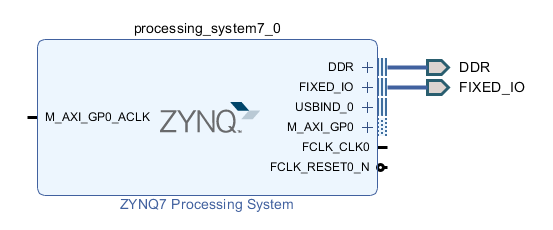 processing_system7_0
DDR
DDR
FIXED_IO
FIXED_IO
USBIND_0
M_AXI_GP0_ACLK
ZYNQ
M_AXI_GP0
FCLK_CLK0
FCLK_RESET0_N
ZYNQ7 Processing System